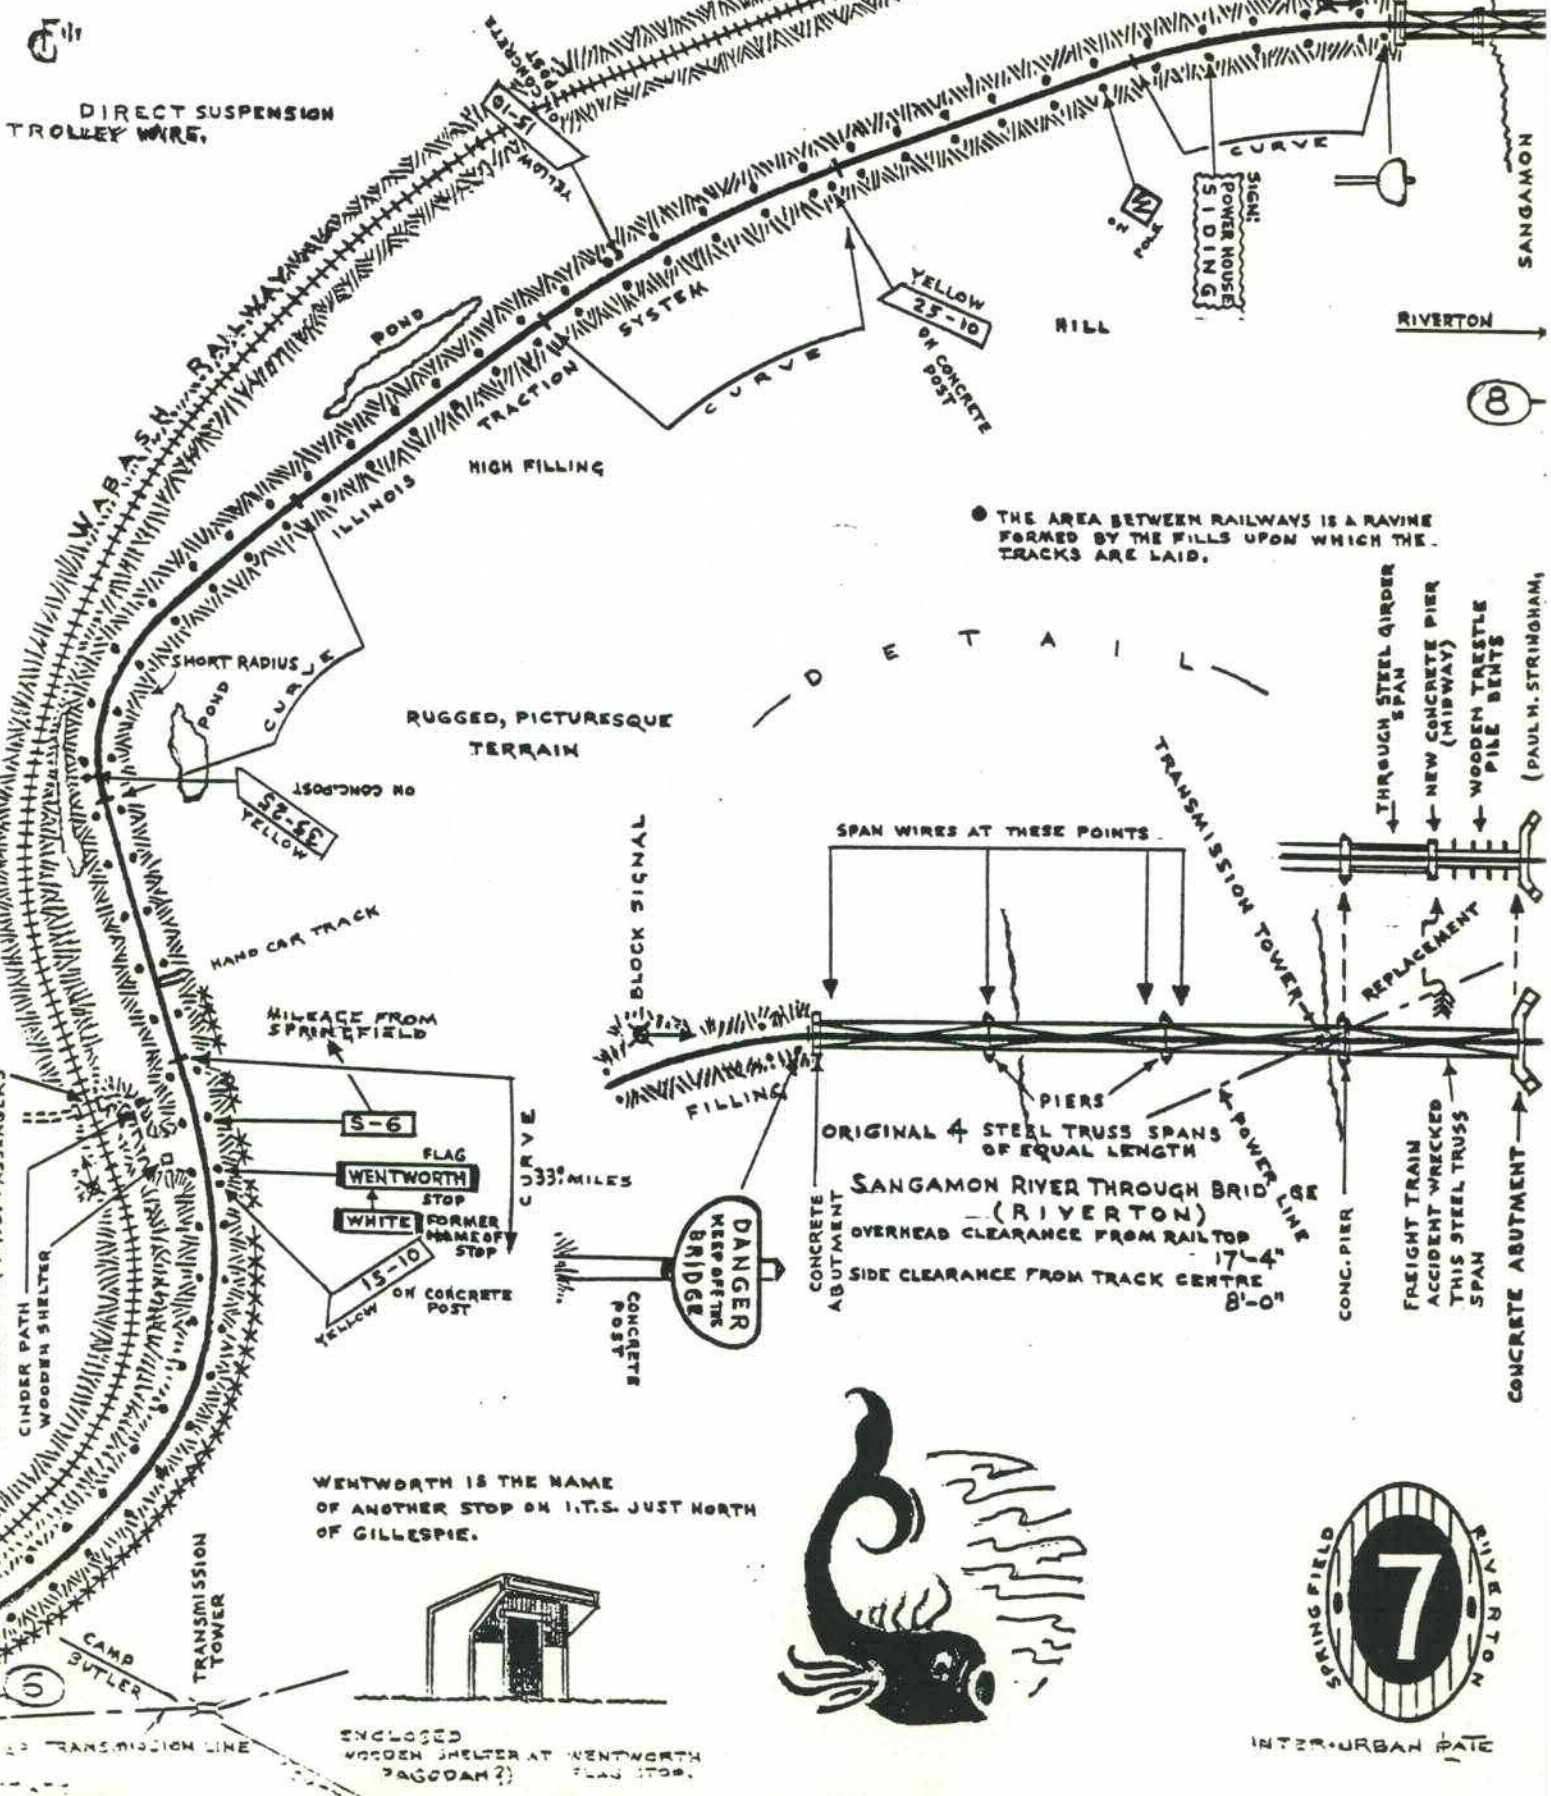 DIRECT SUSPENSION
TROLLEY WIRE.
YELLOW
15-10
ON CONCRETE
POST
CURVE
SIGN:
POWER HOUSE
SIDING
ON
POLE
SANGAMON
RIVERTON
8
HILL
YELLOW
25-10
ON CONCRETE
POST
CURVE
WABASH RAILWAY
POND
ILLINOIS TRACTION SYSTEM
HIGH FILLING
● THE AREA BETWEEN RAILWAYS IS A RAVINE
FORMED BY THE FILLS UPON WHICH THE
TRACKS ARE LAID.
SHORT RADIUS
POND
CURVE
RUGGED, PICTURESQUE
TERRAIN
ON CONC. POST
35-25
YELLOW
DETAIL
THROUGH STEEL GIRDER
SPAN
NEW CONCRETE PIER
(MIDWAY)
WOODEN TRESTLE
PILE BENTS
(PAUL H. STRINGHAM,
TRANSMISSION TOWER
SPAN WIRES AT THESE POINTS
BLOCK SIGNAL
REPLACEMENT
HAND CAR TRACK
MILEAGE FROM
SPRINGFIELD
S-6
FLAG
WENTWORTH
STOP
WHITE
FORMER
NAME OF
STOP
CURVE
.33 MILES
15-10
YELLOW
ON CONCRETE
POST
CINDER PATH
WOODEN SHELTER
FILLING
PIERS
ORIGINAL 4 STEEL TRUSS SPANS
OF EQUAL LENGTH
POWER LINE
SANGAMON RIVER THROUGH BRIDGE
(RIVERTON)
OVERHEAD CLEARANCE FROM RAIL TOP
17'-4"
SIDE CLEARANCE FROM TRACK CENTRE
8'-0"
DANGER
KEEP OFF THE
BRIDGE
CONCRETE
POST
CONCRETE
ABUTMENT
CONC. PIER
FREIGHT TRAIN
ACCIDENT WRECKED
THIS STEEL TRUSS
SPAN
CONCRETE ABUTMENT
WENTWORTH IS THE NAME
OF ANOTHER STOP ON I.T.S. JUST NORTH
OF GILLESPIE.
TRANSMISSION
TOWER
CAMP
BUTLER
TRANSMISSION LINE
ENCLOSED
WOODEN SHELTER AT WENTWORTH
PAGODAH?) FLAG STOP.
SPRINGFIELD
7
RIVERTON
INTER-URBAN GATE